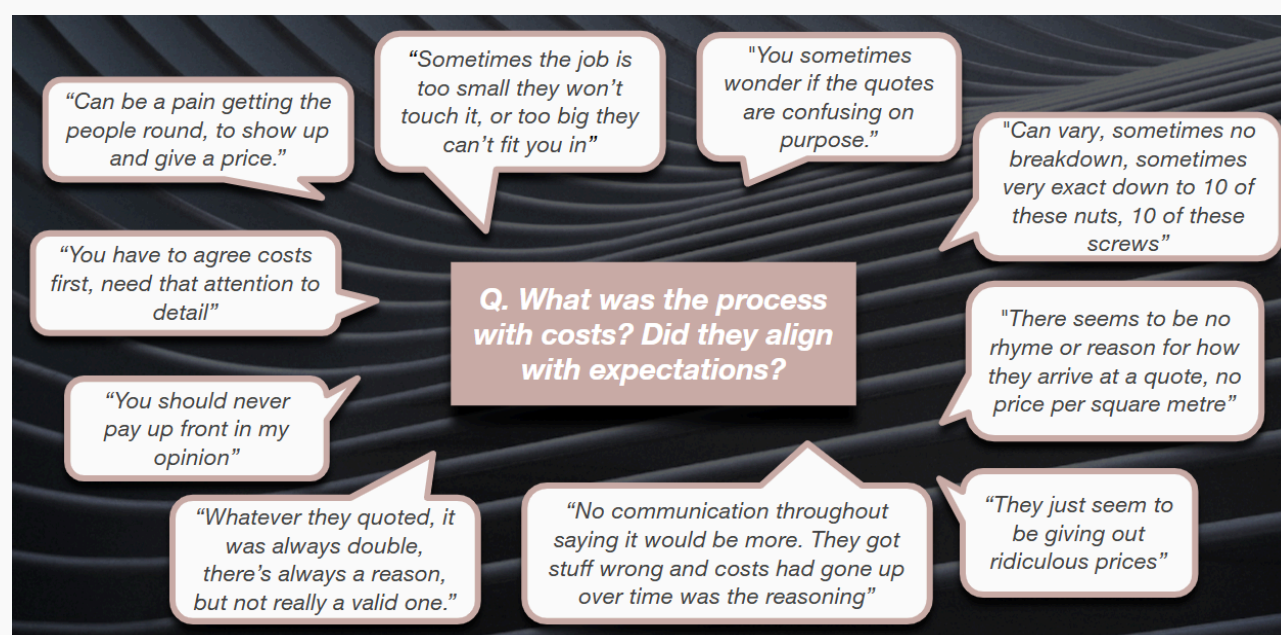 “Can be a pain getting the
people round, to show up
and give a price.”
“Sometimes the job is
too small they won’t
touch it, or too big they
can’t fit you in”
"You sometimes
wonder if the quotes
are confusing on
purpose.”
"Can vary, sometimes no
breakdown, sometimes
very exact down to 10 of
these nuts, 10 of these
screws”
“You have to agree costs
first, need that attention to
detail”
Q. What was the process
with costs? Did they align
with expectations?
"There seems to be no
rhyme or reason for how
they arrive at a quote, no
price per square metre”
“You should never
pay up front in my
opinion”
“Whatever they quoted, it
was always double,
there’s always a reason,
but not really a valid one.”
“No communication throughout
saying it would be more. They got
stuff wrong and costs had gone up
over time was the reasoning”
“They just seem to
be giving out
ridiculous prices”